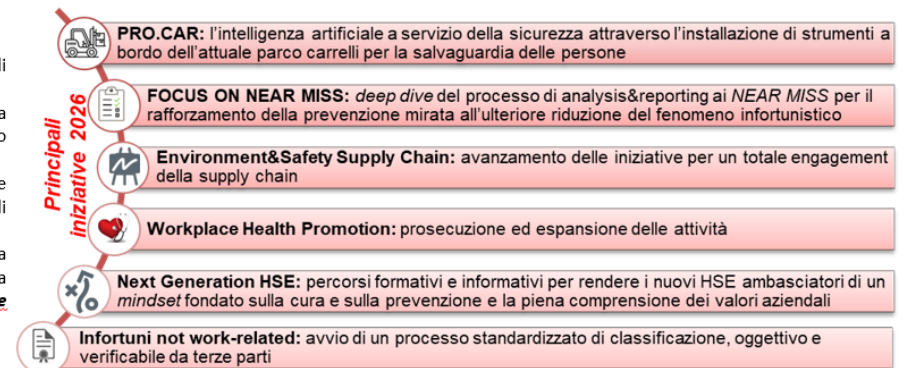 PRO.CAR: l'intelligenza artificiale a servizio della sicurezza attraverso l'installazione di strumenti a
bordo dell'attuale parco carrelli per la salvaguardia delle persone
Principali
iniziative 2026
FOCUS ON NEAR MISS: deep dive del processo di analysis&reporting ai NEAR MISS per il
rafforzamento della prevenzione mirata all'ulteriore riduzione del fenomeno infortunistico
Environment&Safety Supply Chain: avanzamento delle iniziative per un totale engagement
della supply chain
Workplace Health Promotion: prosecuzione ed espansione delle attività
Next Generation HSE: percorsi formativi e informativi per rendere i nuovi HSE ambasciatori di un
mindset fondato sulla cura e sulla prevenzione e la piena comprensione dei valori aziendali
Infortuni not work-related: avvio di un processo standardizzato di classificazione, oggettivo e
verificabile da terze parti